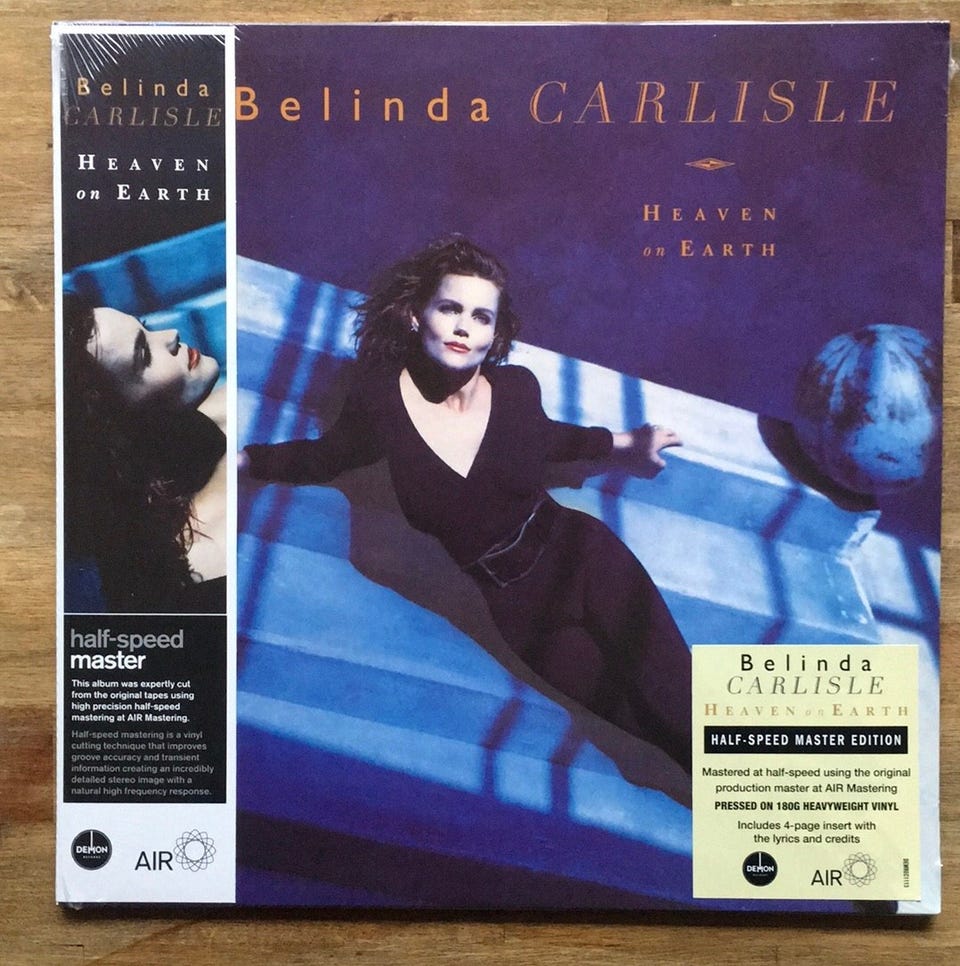 Belinda
CARLISLE
HEAVEN
on EARTH
half-speed
master
This album was expertly cut
from the original tapes using
high precision half-speed
mastering at AIR Mastering.
Half-speed mastering is a vinyl
cutting technique that improves
groove accuracy and transient
information creating an incredibly
detailed stereo image with a
natural high frequency response.
DEMON
RECORDS
AIR
Belinda CARLISLE
HEAVEN
on EARTH
Belinda
CARLISLE
HEAVEN on EARTH
HALF-SPEED MASTER EDITION
Mastered at half-speed using the original
production master at AIR Mastering
PRESSED ON 180G HEAVYWEIGHT VINYL
Includes 4-page insert with
the lyrics and credits
DEMON
RECORDS
AIR